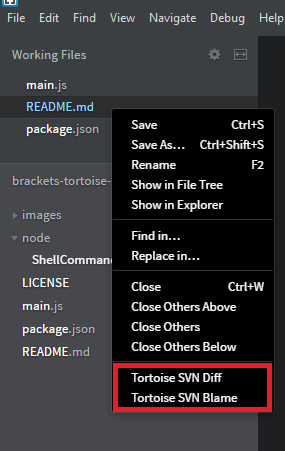 File Edit View Navigate Debug Help
Working Files
main.js
README.md
package.json
Save Ctrl+S
Save As... Ctrl+Shift+S
Rename F2
Show in File Tree
Show in Explorer
Find in...
Replace in...
Close Ctrl+W
Close Others Above
Close Others
Close Others Below
Tortoise SVN Diff
Tortoise SVN Blame
brackets-tortoise-
images
node
ShellComman
LICENSE
main.js
package.json
README.md